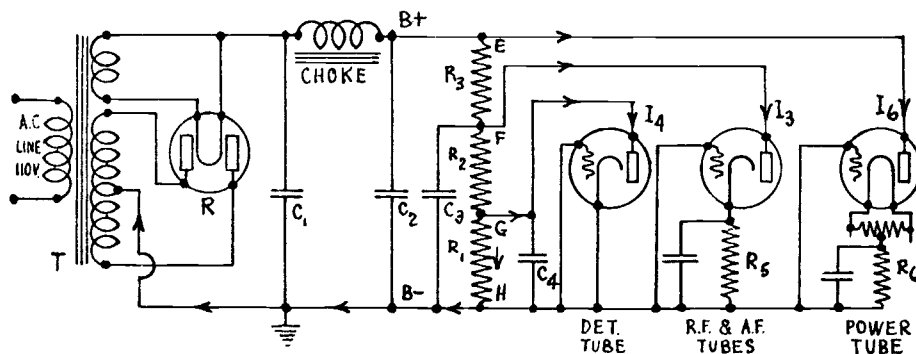 B+
E
CHOKE
R3
F
I4
I3
I6
A.C
LINE
110V.
R2
R
C1
C2
C3
G
R1
C4
R5
R6
T
B-
H
DET.
TUBE
R.F. & A.F.
TUBES
POWER
TUBE